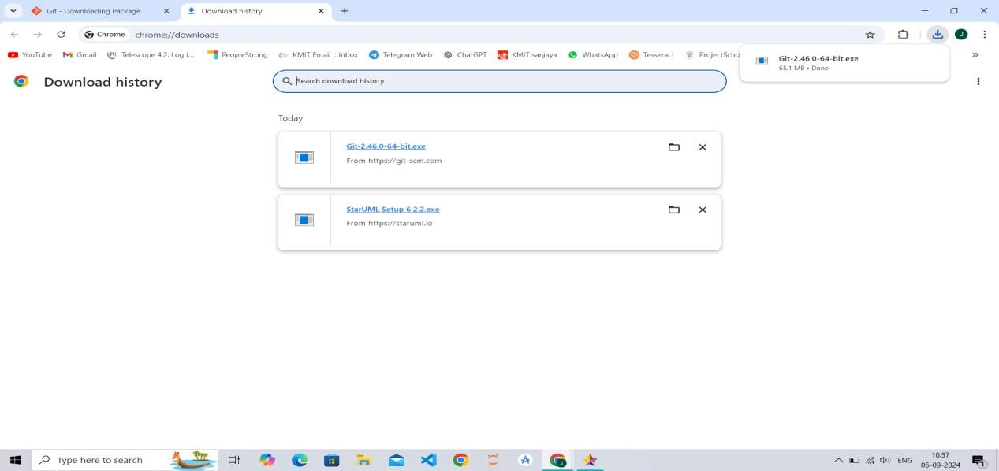 Git - Downloading Package
Download history
Chrome
chrome://downloads
J
YouTube
Gmail
Telescope 4.2: Log i...
PeopleStrong
KMIT Email :: Inbox
Telegram Web
ChatGPT
KMIT sanjaya
WhatsApp
Tesseract
ProjectScho
Git-2.46.0-64-bit.exe
65.1 MB • Done
Download history
Search download history
Today
Git-2.46.0-64-bit.exe
From https://git-scm.com
StarUML Setup 6.2.2.exe
From https://staruml.io
Type here to search
ENG
10:57
06-09-2024
1